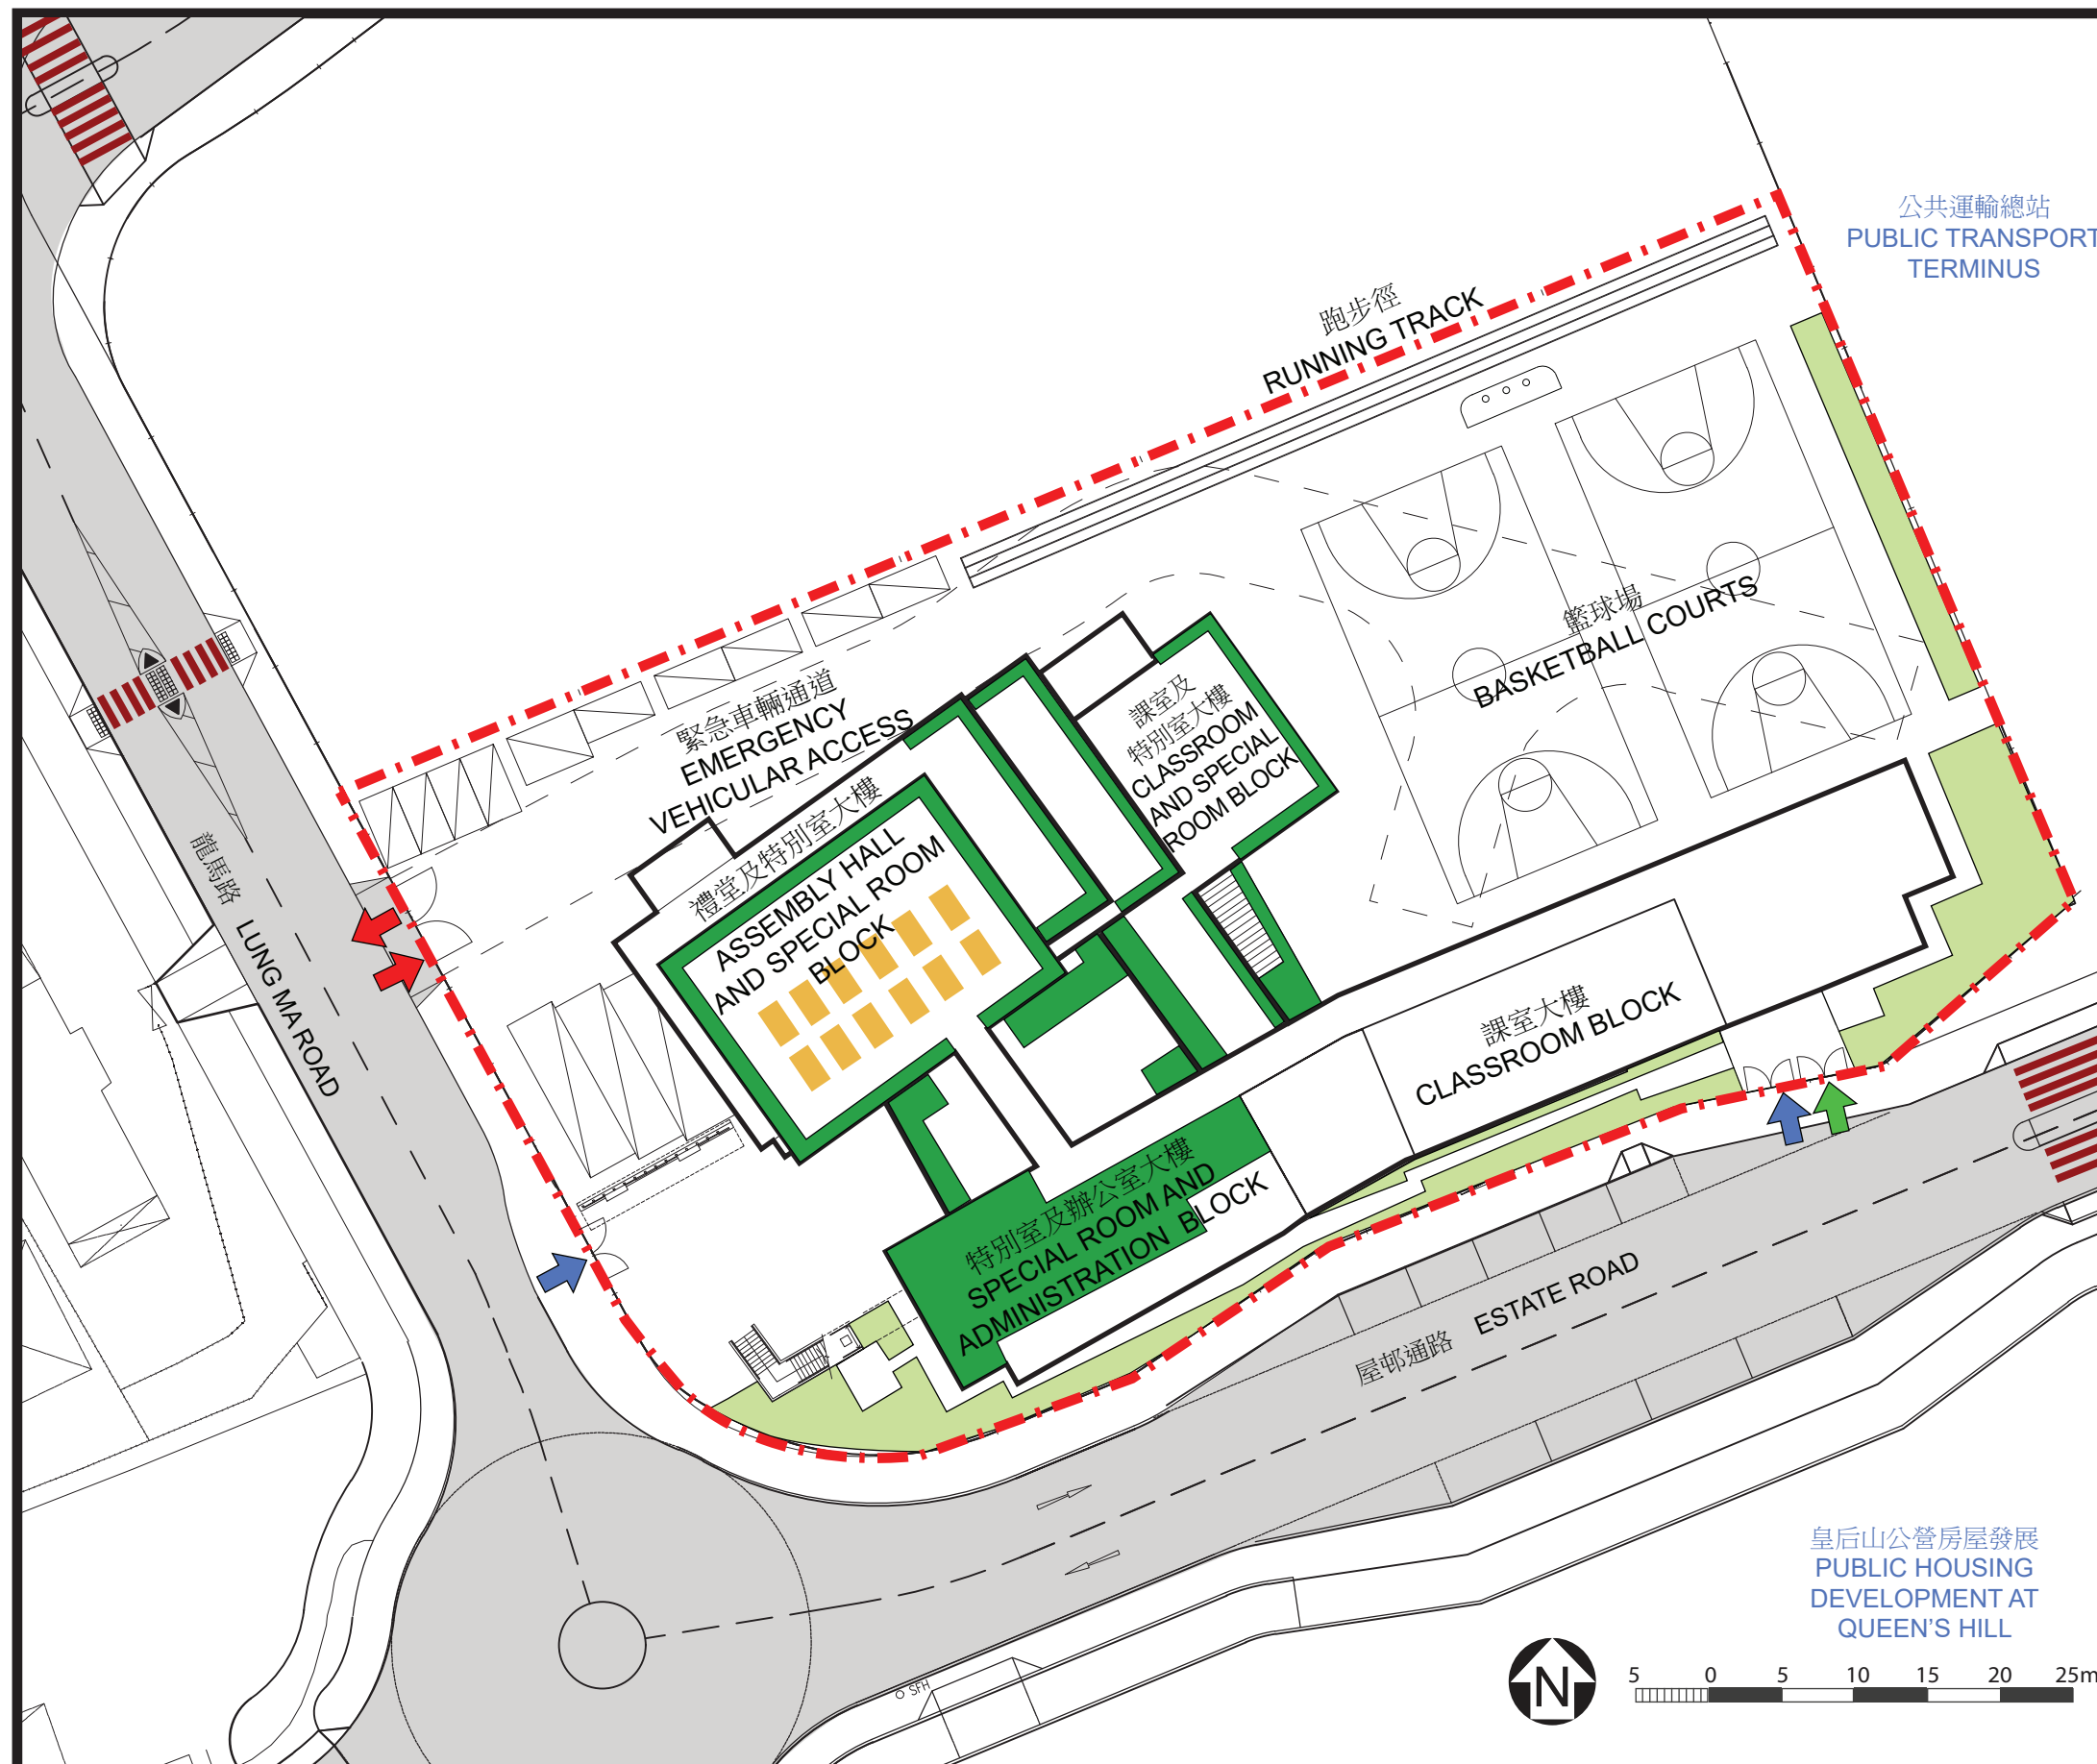 公共運輸總站
PUBLIC TRANSPORT
TERMINUS
跑步徑
RUNNING TRACK
籃球場
BASKETBALL COURTS
緊急車輛通道
EMERGENCY
VEHICULAR ACCESS
課室及
特別室大樓
CLASSROOM
AND SPECIAL
ROOM BLOCK
禮堂及特別室大樓
ASSEMBLY HALL
AND SPECIAL ROOM
BLOCK
龍馬路 LUNG MA ROAD
課室大樓
CLASSROOM BLOCK
特別室及辦公室大樓
SPECIAL ROOM AND
ADMINISTRATION BLOCK
屋邨通路 ESTATE ROAD
皇后山公營房屋發展
PUBLIC HOUSING
DEVELOPMENT AT
QUEEN'S HILL
SFH
N
5 0 5 10 15 20 25m